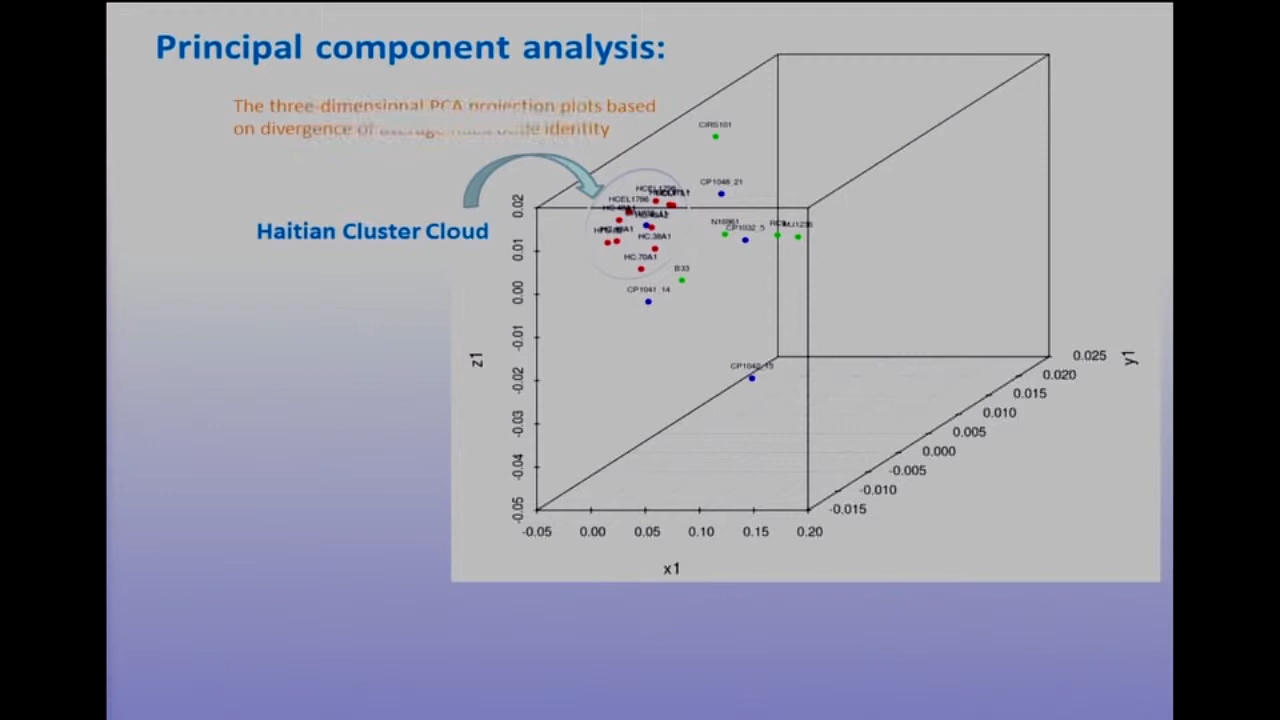 Principal component analysis:
The three-dimensional PCA projection plots based
on divergence of average identity
Haitian Cluster Cloud
CIRS101
CP1048_21
HCEL1786
N16961
CP1032_5
HC.38A1
HC.70A1
B33
CP1041_14
CP1042_15
z1
0.02
0.01
0.00
-0.01
-0.02
-0.03
-0.04
-0.05
-0.05 0.00 0.05 0.10 0.15 0.20
x1
y1
0.025
0.020
0.015
0.010
0.005
0.000
-0.005
-0.010
-0.015